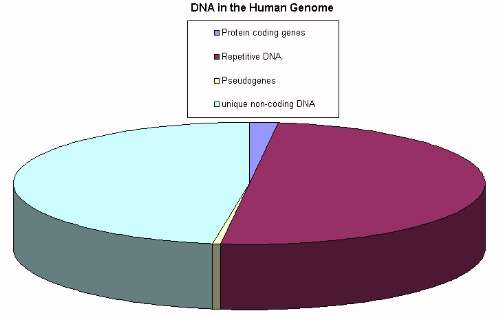 DNA in the Human Genome
Protein coding genes
Repetitive DNA
Pseudogenes
unique non-coding DNA